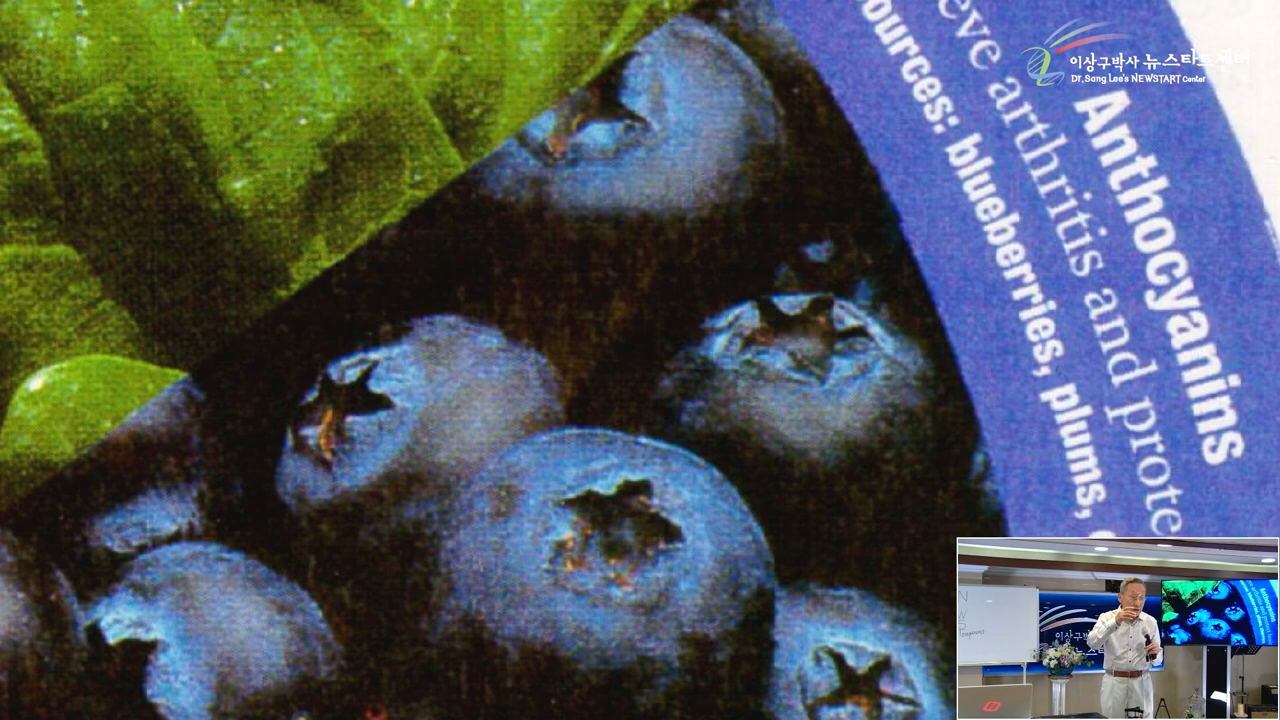 이상구박사 뉴스타트센터
Dr. Sang Lee's NEWSTART Center
Anthocyanins
eve arthritis and prote
ources: blueberries, plums,